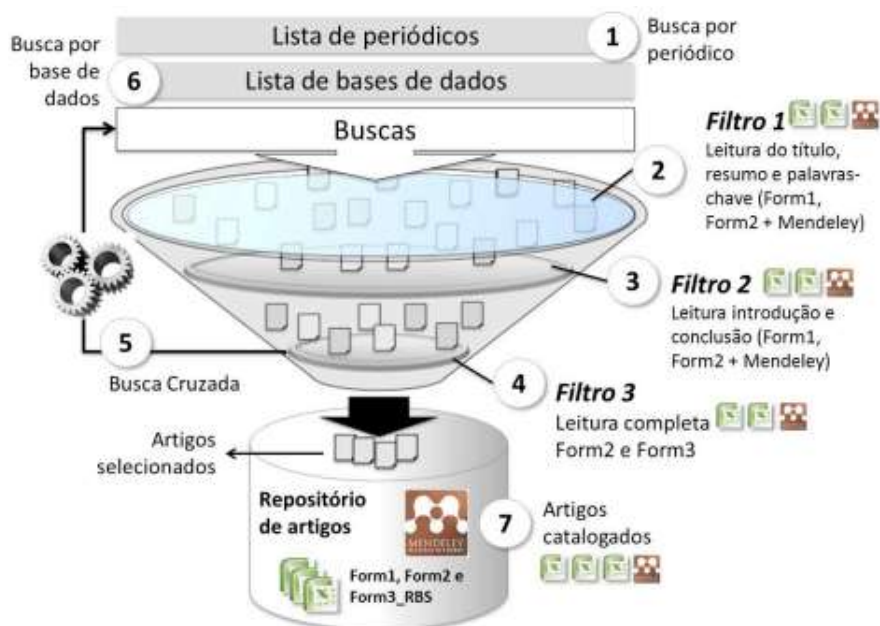 Lista de periódicos
1
Busca por
periódico
Busca por
base de
dados
6
Lista de bases de dados
Buscas
2
Filtro 1
Leitura do título,
resumo e palavras-
chave (Form1,
Form2 + Mendeley)
3
Filtro 2
Leitura introdução e
conclusão (Form1,
Form2 + Mendeley)
5
Busca Cruzada
4
Filtro 3
Leitura completa
Form2 e Form3
Artigos
selecionados
Repositório
de artigos
MENDELEY
7
Artigos
catalogados
Form1, Form2 e
Form3_RBS